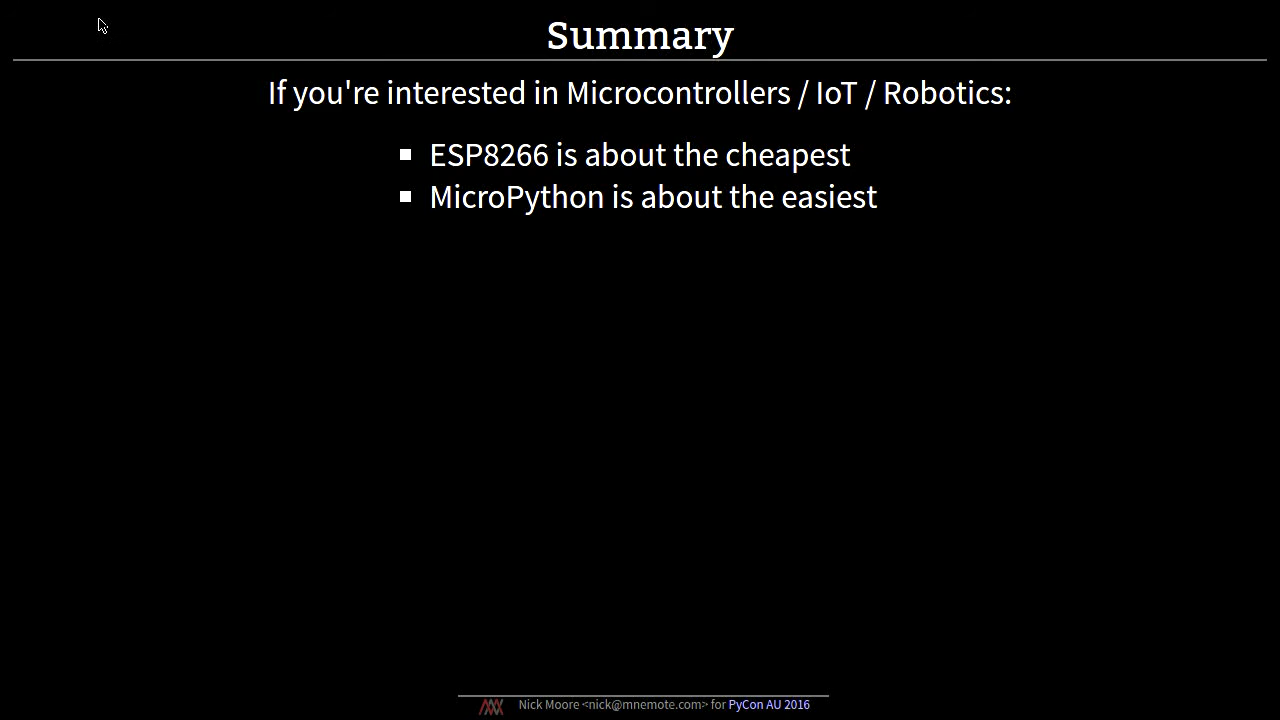 Summary
If you're interested in Microcontrollers / IoT / Robotics:
ESP8266 is about the cheapest
MicroPython is about the easiest
Nick Moore <nick@mnemote.com> for PyCon AU 2016